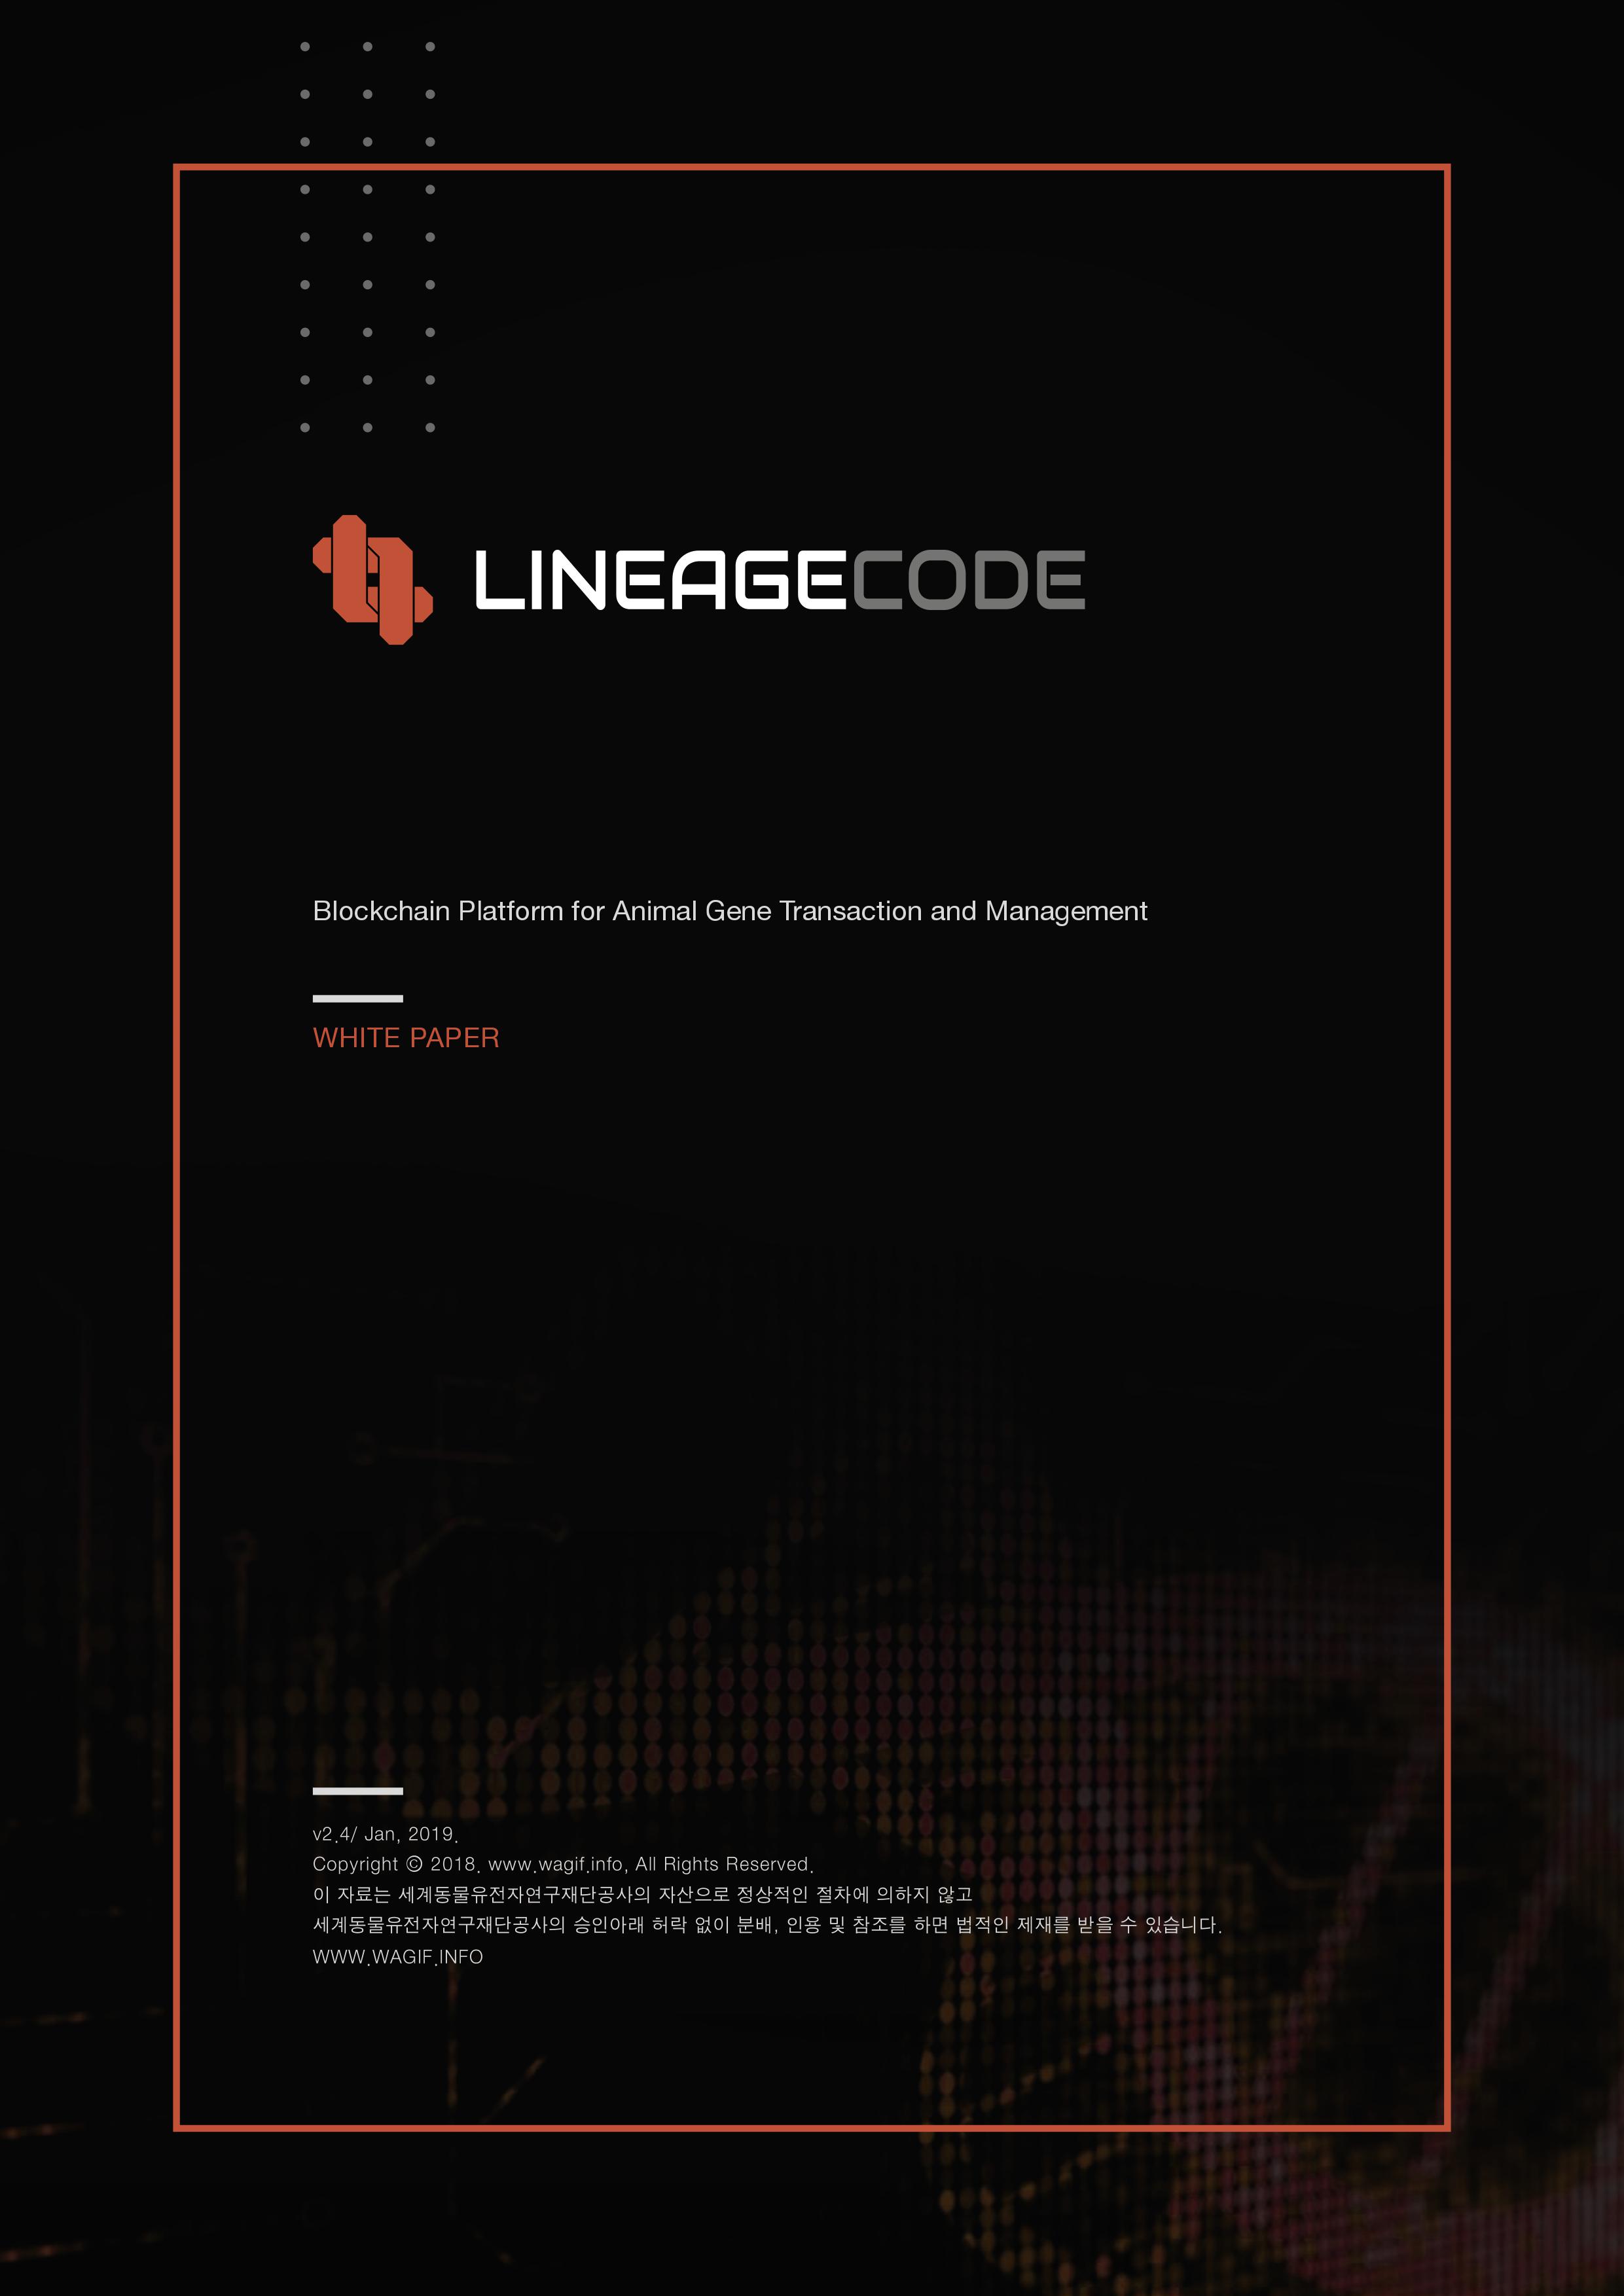 LINEAGECODE
Blockchain Platform for Animal Gene Transaction and Management
WHITE PAPER
v2.4/ Jan, 2019.
Copyright © 2018. www.wagif.info, All Rights Reserved.
이 자료는 세계동물유전자연구재단공사의 자산으로 정상적인 절차에 의하지 않고
세계동물유전자연구재단공사의 승인아래 허락 없이 분배, 인용 및 참조를 하면 법적인 제재를 받을 수 있습니다.
WWW.WAGIF.INFO